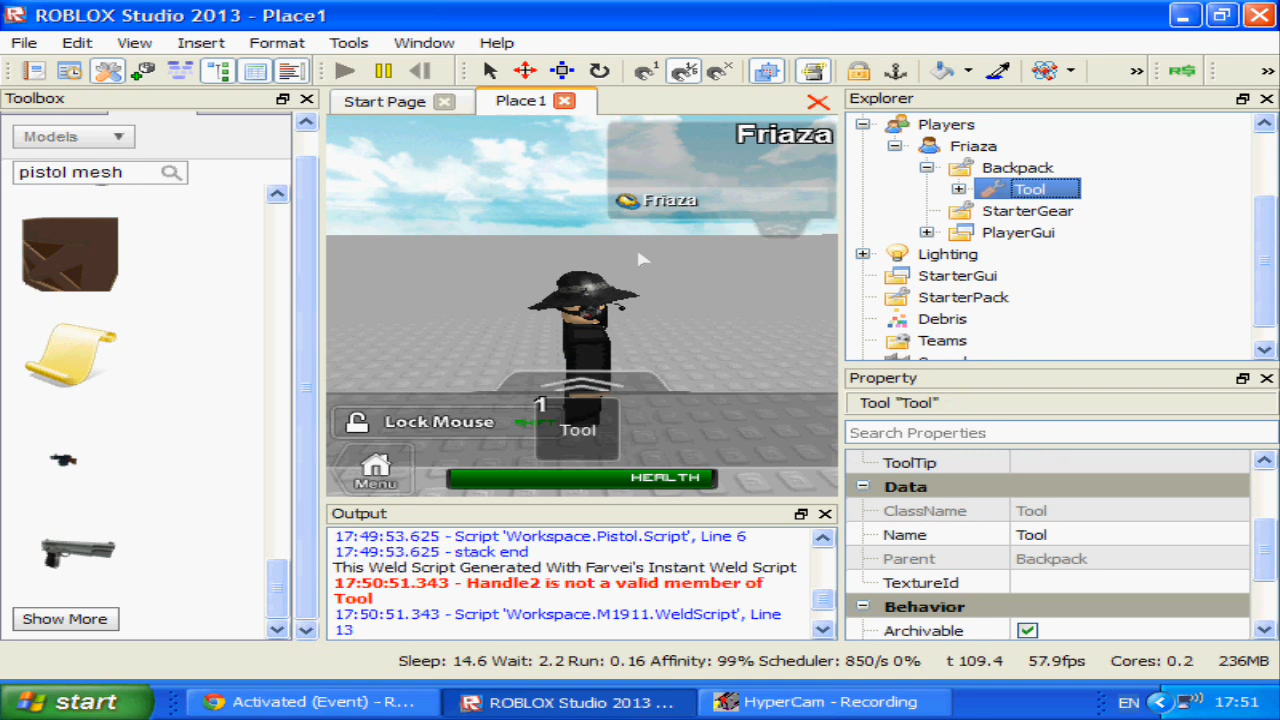 ROBLOX Studio 2013 - Place1
File Edit View Insert Format Tools Window Help
1 1/5 x » R$ »
Toolbox
Models
pistol mesh
Show More
Start Page Place1
Friaza
Friaza
1
Lock Mouse
Tool
Menu
HEALTH
Output
17:49:53.625 - Script 'Workspace.Pistol.Script', Line 6
17:49:53.625 - stack end
This Weld Script Generated With Farvei's Instant Weld Script
17:50:51.343 - Handle2 is not a valid member of
Tool
17:50:51.343 - Script 'Workspace.M1911.WeldScript', Line
13
Explorer
Players
Friaza
Backpack
Tool
StarterGear
PlayerGui
Lighting
StarterGui
StarterPack
Debris
Teams
Property
Tool "Tool"
Search Properties
ToolTip
Data
ClassName Tool
Name Tool
Parent Backpack
TextureId
Behavior
Archivable
Sleep: 14.6 Wait: 2.2 Run: 0.16 Affinity: 99% Scheduler: 850/s 0% t 109.4 57.9fps Cores: 0.2 236MB
start Activated (Event) - R... ROBLOX Studio 2013 ... HyperCam - Recording EN 17:51